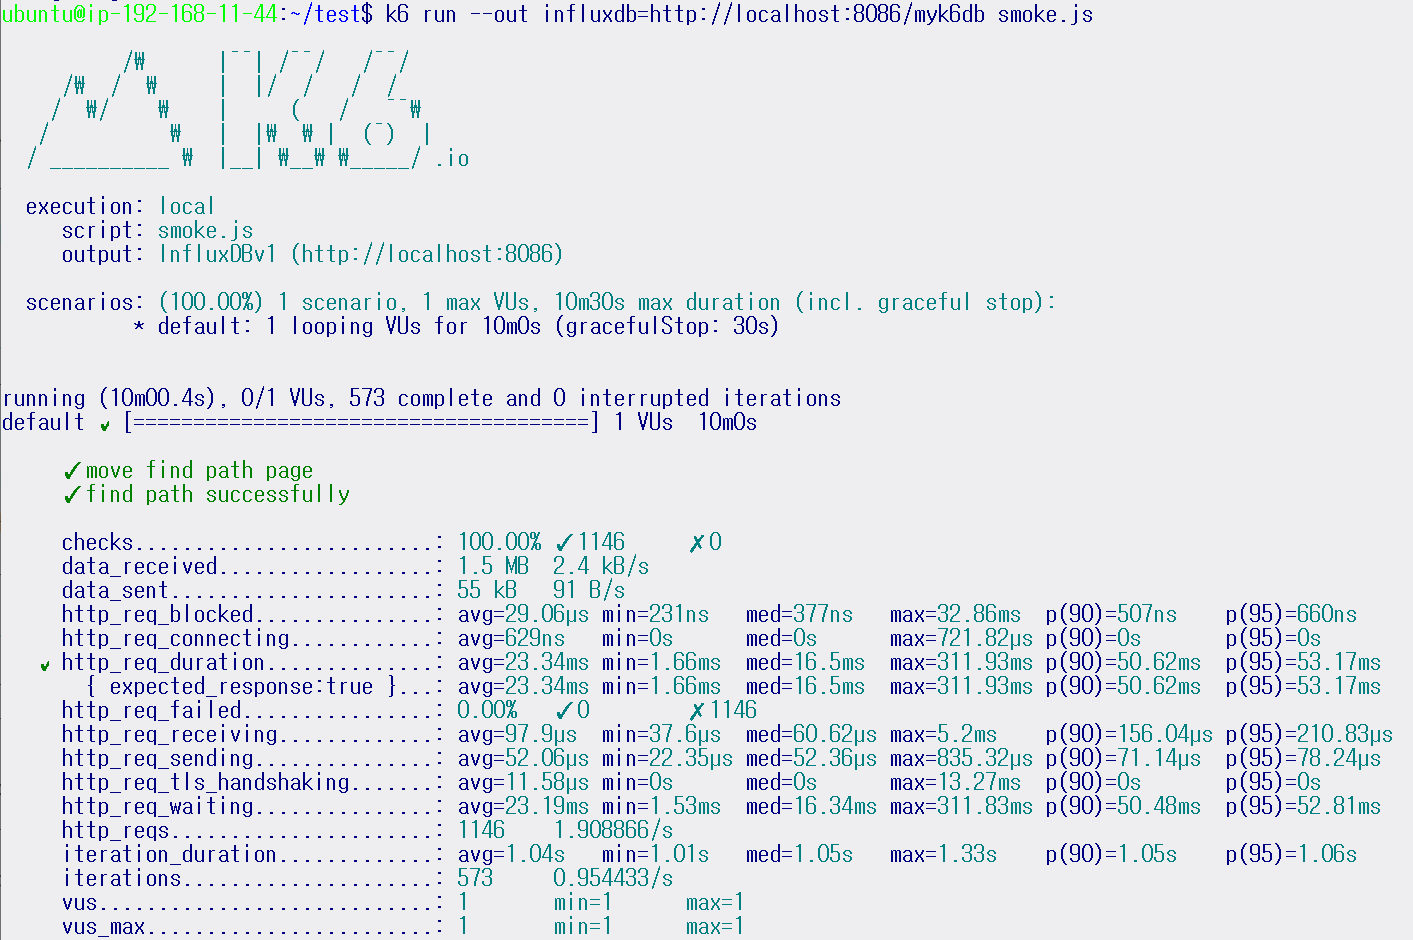 ubuntu@ip-192-168-11-44:~/test$ k6 run --out influxdb=http://localhost:8086/myk6db smoke.js
          /₩      |‾‾| /‾‾/   /‾‾/
     /₩  /  ₩     |  |/  /   /  /
    /  ₩/    ₩    |     (   /   ‾‾₩
   /          ₩   |  |₩  ₩ |  (‾)  |
  / __________ ₩  |__| ₩__₩ ₩_____/ .io
  execution: local
     script: smoke.js
     output: InfluxDBv1 (http://localhost:8086)
  scenarios: (100.00%) 1 scenario, 1 max VUs, 10m30s max duration (incl. graceful stop):
           * default: 1 looping VUs for 10m0s (gracefulStop: 30s)
running (10m00.4s), 0/1 VUs, 573 complete and 0 interrupted iterations
default ✓ [======================================] 1 VUs  10m0s
     ✓ move find path page
     ✓ find path successfully
     checks.........................: 100.00% ✓ 1146     ✗ 0
     data_received..................: 1.5 MB  2.4 kB/s
     data_sent......................: 55 kB   91 B/s
     http_req_blocked...............: avg=29.06µs min=231ns   med=377ns   max=32.86ms  p(90)=507ns    p(95)=660ns
     http_req_connecting............: avg=629ns   min=0s      med=0s      max=721.82µs p(90)=0s       p(95)=0s
   ✓ http_req_duration..............: avg=23.34ms min=1.66ms  med=16.5ms  max=311.93ms p(90)=50.62ms  p(95)=53.17ms
       { expected_response:true }...: avg=23.34ms min=1.66ms  med=16.5ms  max=311.93ms p(90)=50.62ms  p(95)=53.17ms
     http_req_failed................: 0.00%   ✓ 0        ✗ 1146
     http_req_receiving.............: avg=97.9µs  min=37.6µs  med=60.62µs max=5.2ms    p(90)=156.04µs p(95)=210.83µs
     http_req_sending...............: avg=52.06µs min=22.35µs med=52.36µs max=835.32µs p(90)=71.14µs  p(95)=78.24µs
     http_req_tls_handshaking.......: avg=11.58µs min=0s      med=0s      max=13.27ms  p(90)=0s       p(95)=0s
     http_req_waiting...............: avg=23.19ms min=1.53ms  med=16.34ms max=311.83ms p(90)=50.48ms  p(95)=52.81ms
     http_reqs......................: 1146    1.908866/s
     iteration_duration.............: avg=1.04s   min=1.01s   med=1.05s   max=1.33s    p(90)=1.05s    p(95)=1.06s
     iterations.....................: 573     0.954433/s
     vus............................: 1       min=1      max=1
     vus_max........................: 1       min=1      max=1